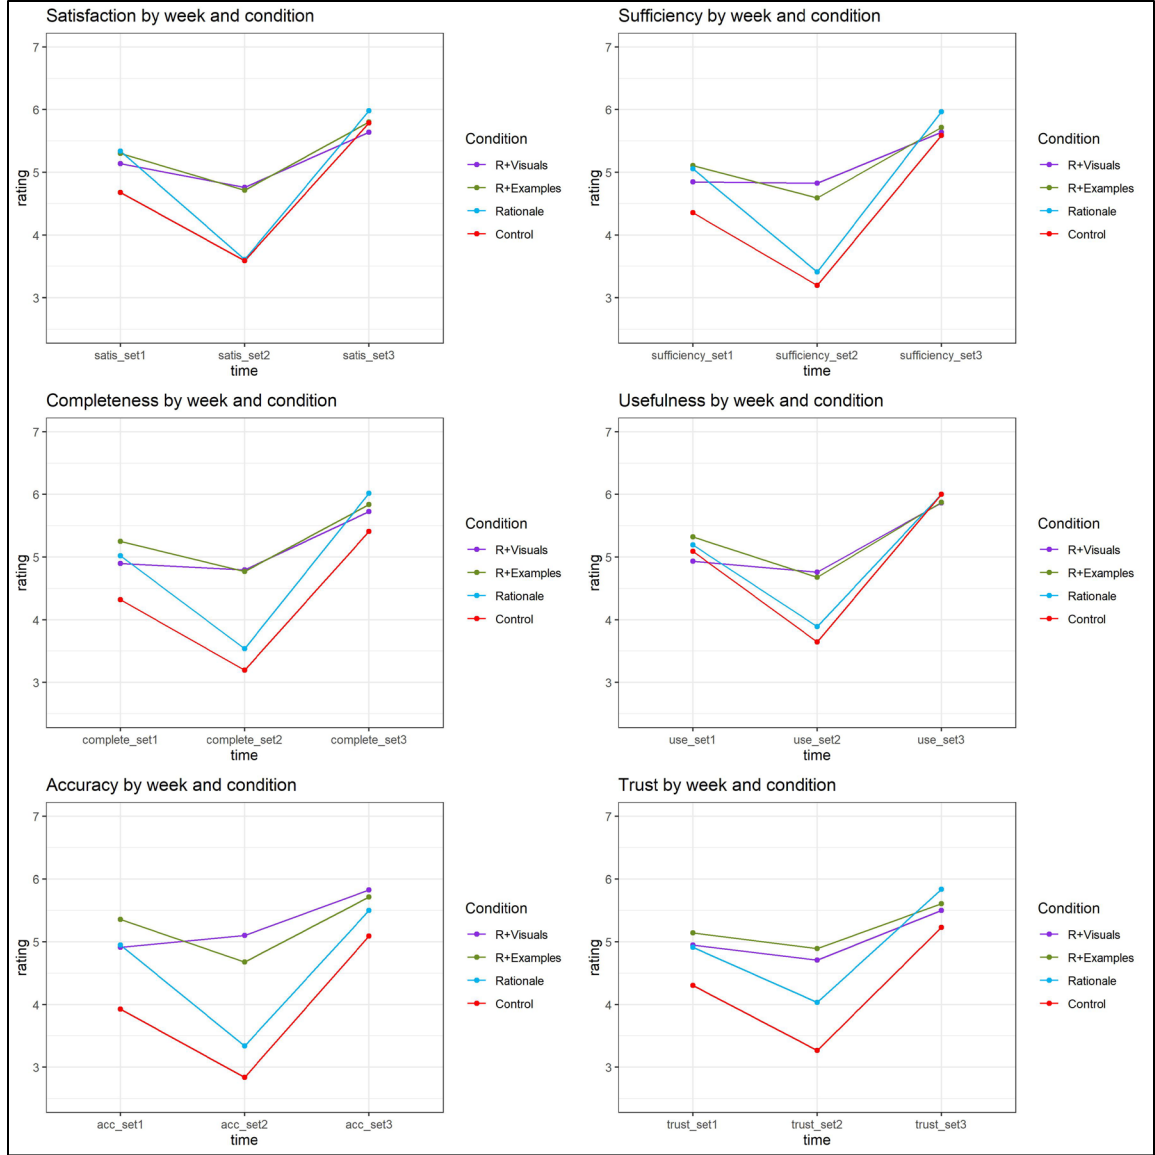 Satisfaction by week and condition
7
6
5
4
3
rating
satis_set1 satis_set2 satis_set3
time
Condition
R+Visuals
R+Examples
Rationale
Control
Sufficiency by week and condition
7
6
5
4
3
rating
sufficiency_set1 sufficiency_set2 sufficiency_set3
time
Condition
R+Visuals
R+Examples
Rationale
Control
Completeness by week and condition
7
6
5
4
3
rating
complete_set1 complete_set2 complete_set3
time
Condition
R+Visuals
R+Examples
Rationale
Control
Usefulness by week and condition
7
6
5
4
3
rating
use_set1 use_set2 use_set3
time
Condition
R+Visuals
R+Examples
Rationale
Control
Accuracy by week and condition
7
6
5
4
3
rating
acc_set1 acc_set2 acc_set3
time
Condition
R+Visuals
R+Examples
Rationale
Control
Trust by week and condition
7
6
5
4
3
rating
trust_set1 trust_set2 trust_set3
time
Condition
R+Visuals
R+Examples
Rationale
Control